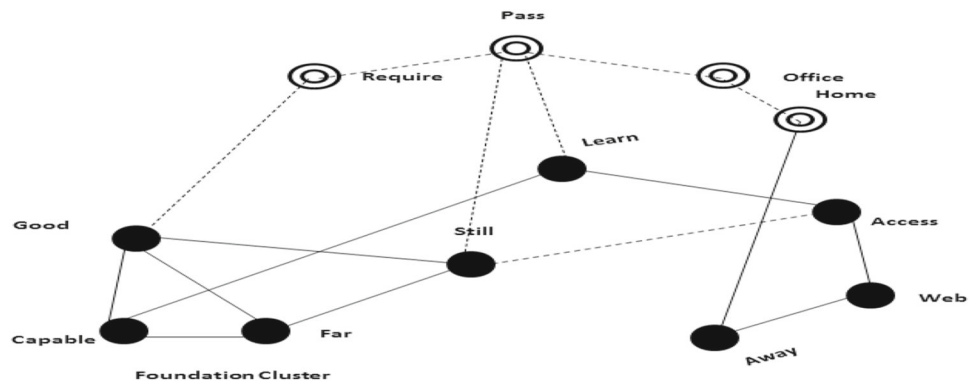 Pass
Require
Office
Home
Learn
Good
Still
Access
Web
Capable
Far
Away
Foundation Cluster